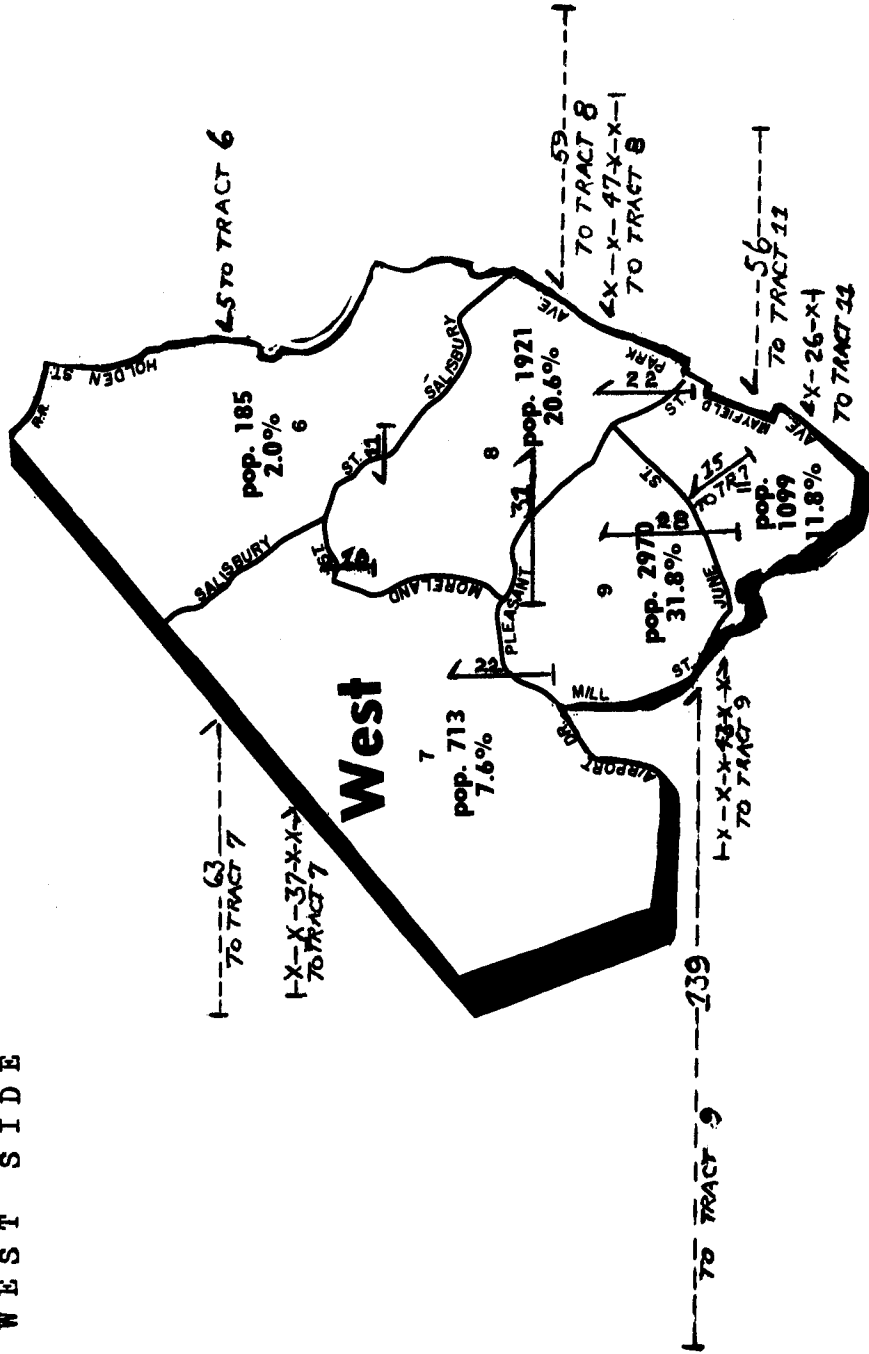 WEST SIDE
5 TO TRACT 6
R.R.
HOLDEN ST.
pop. 185
2.0%
6
SALISBURY
ST.
11
SALISBURY
ST.
MORELAND
AVE.
59
TO TRACT 8
X-X-47-X-X
TO TRACT 8
pop. 1921
20.6%
8
31
PARK
22
ST.
PLEASANT
ST.
West
7
pop. 713
7.6%
22
63
TO TRACT 7
X-X-37-X-X
TO TRACT 7
MILL
ST.
AIRPORT
DR.
9
pop. 2970
31.8%
JUNE
15
TO TR.
11
pop.
1099
11.8%
MAYFIELD
AVE.
56
TO TRACT 11
X-26-X
TO TRACT 11
TO TRACT 9
139
TO TRACT 9